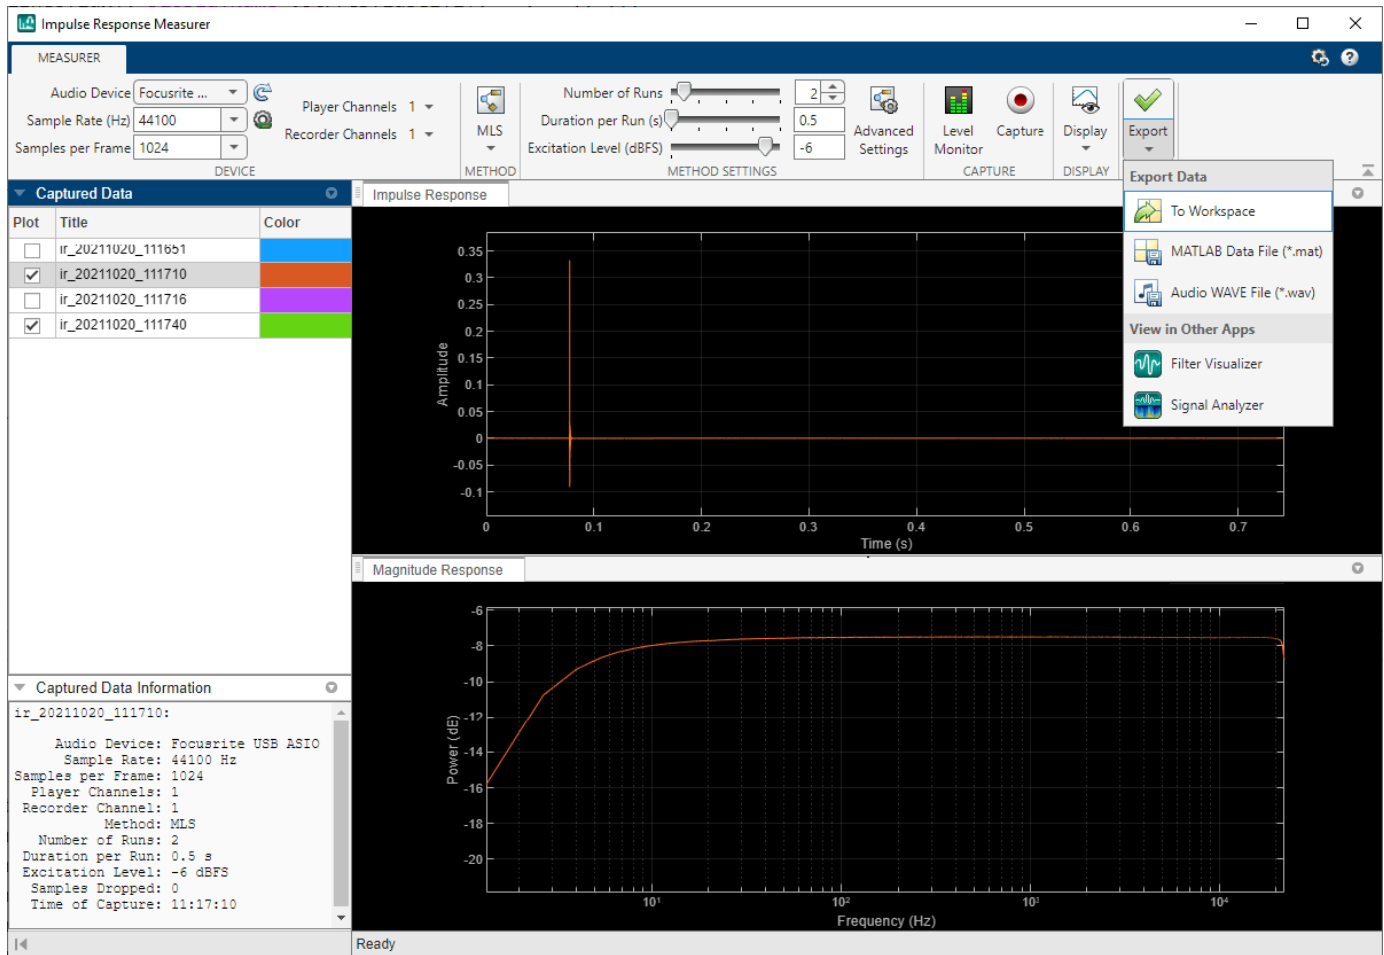 Impulse Response Measurer
MEASURER
Audio Device Focusrite ...
Sample Rate (Hz) 44100
Samples per Frame 1024
Player Channels 1
Recorder Channels 1
DEVICE
MLS
METHOD
Number of Runs 2
Duration per Run (s) 0.5
Excitation Level (dBFS) -6
Advanced
Settings
METHOD SETTINGS
Level
Monitor
Capture
CAPTURE
Display
DISPLAY
Export
Export Data
To Workspace
MATLAB Data File (*.mat)
Audio WAVE File (*.wav)
View in Other Apps
Filter Visualizer
Signal Analyzer
Captured Data
Plot Title Color
ir_20211020_111651
ir_20211020_111710
ir_20211020_111716
ir_20211020_111740
Impulse Response
Amplitude
0.35
0.3
0.25
0.2
0.15
0.1
0.05
0
-0.05
-0.1
0 0.1 0.2 0.3 0.4 0.5 0.6 0.7
Time (s)
Magnitude Response
Power (dB)
-6
-8
-10
-12
-14
-16
-18
-20
10¹ 10² 10³ 10⁴
Frequency (Hz)
Captured Data Information
ir_20211020_111710:
Audio Device: Focusrite USB ASIO
Sample Rate: 44100 Hz
Samples per Frame: 1024
Player Channels: 1
Recorder Channel: 1
Method: MLS
Number of Runs: 2
Duration per Run: 0.5 s
Excitation Level: -6 dBFS
Samples Dropped: 0
Time of Capture: 11:17:10
Ready